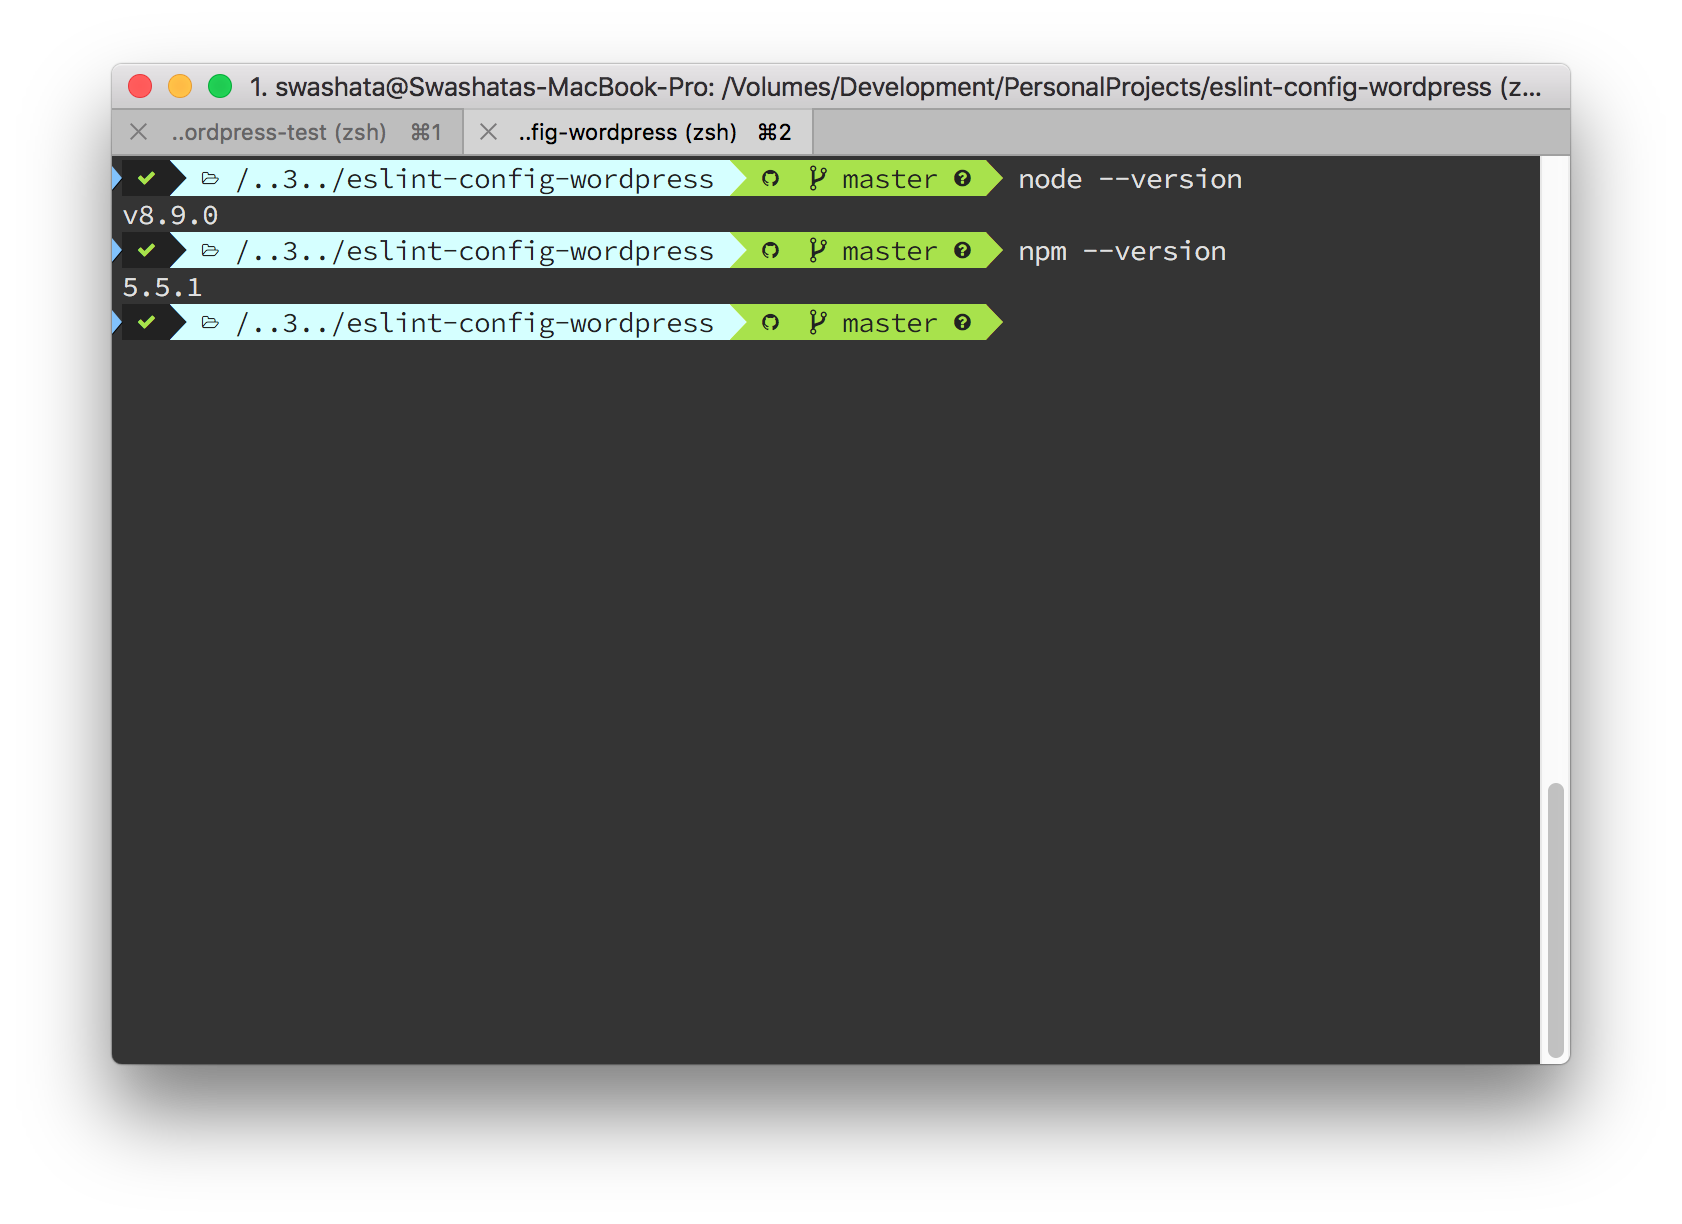 1. swashata@Swashatas-MacBook-Pro: /Volumes/Development/PersonalProjects/eslint-config-wordpress (z...
..ordpress-test (zsh) ⌘1 ..fig-wordpress (zsh) ⌘2
/..3../eslint-config-wordpress master node --version
v8.9.0
/..3../eslint-config-wordpress master npm --version
5.5.1
/..3../eslint-config-wordpress master